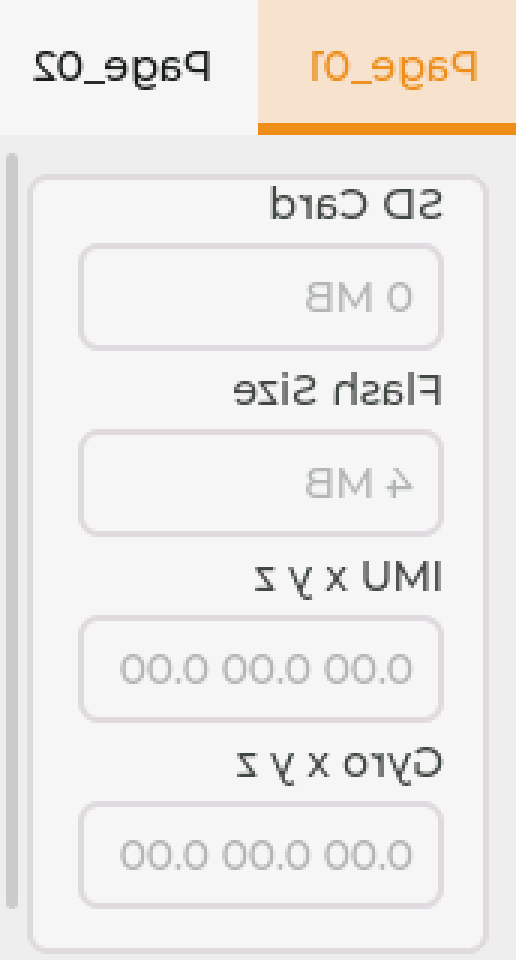 Page_01 Page_02
SD Card
0 MB
Flash Size
4 MB
IMU x y z
0.00 0.00 0.00
Gyro x y z
0.00 0.00 0.00